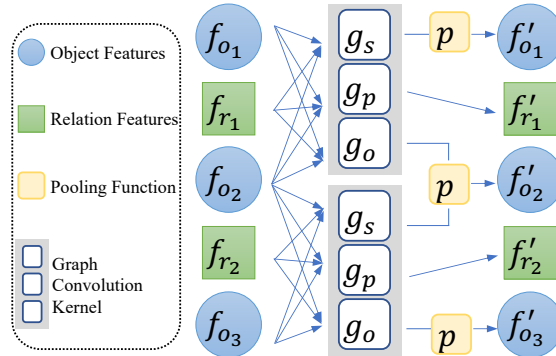 Object Features
Relation Features
Pooling Function
Graph
Convolution
Kernel
f_{o_1}
f_{r_1}
f_{o_2}
f_{r_2}
f_{o_3}
g_s
g_p
g_o
g_s
g_p
g_o
p
p
p
f'_{o_1}
f'_{r_1}
f'_{o_2}
f'_{r_2}
f'_{o_3}